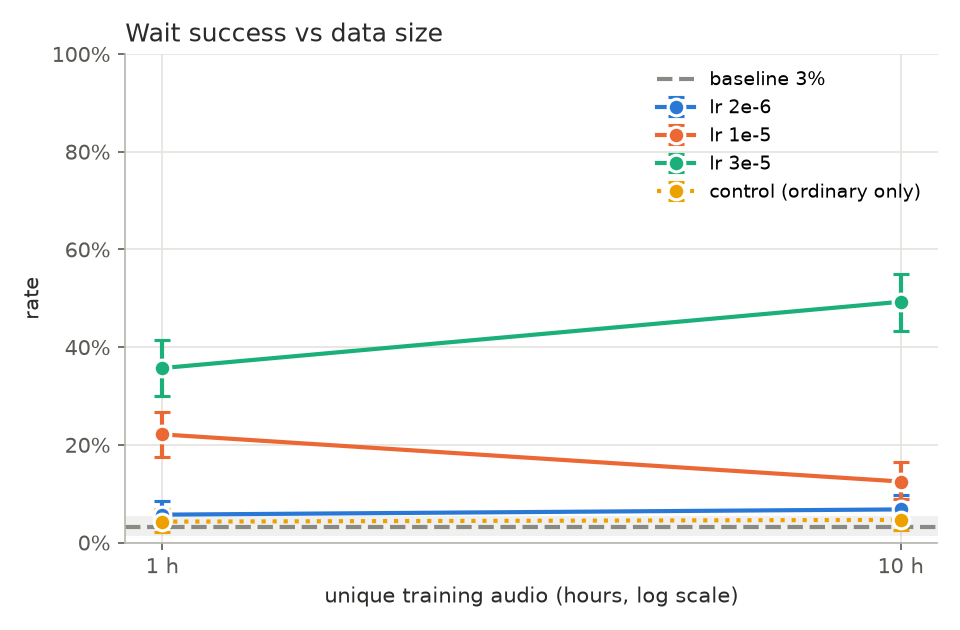 Wait success vs data size
100%
80%
60%
40%
20%
0%
rate
baseline 3%
lr 2e-6
lr 1e-5
lr 3e-5
control (ordinary only)
1 h
10 h
unique training audio (hours, log scale)